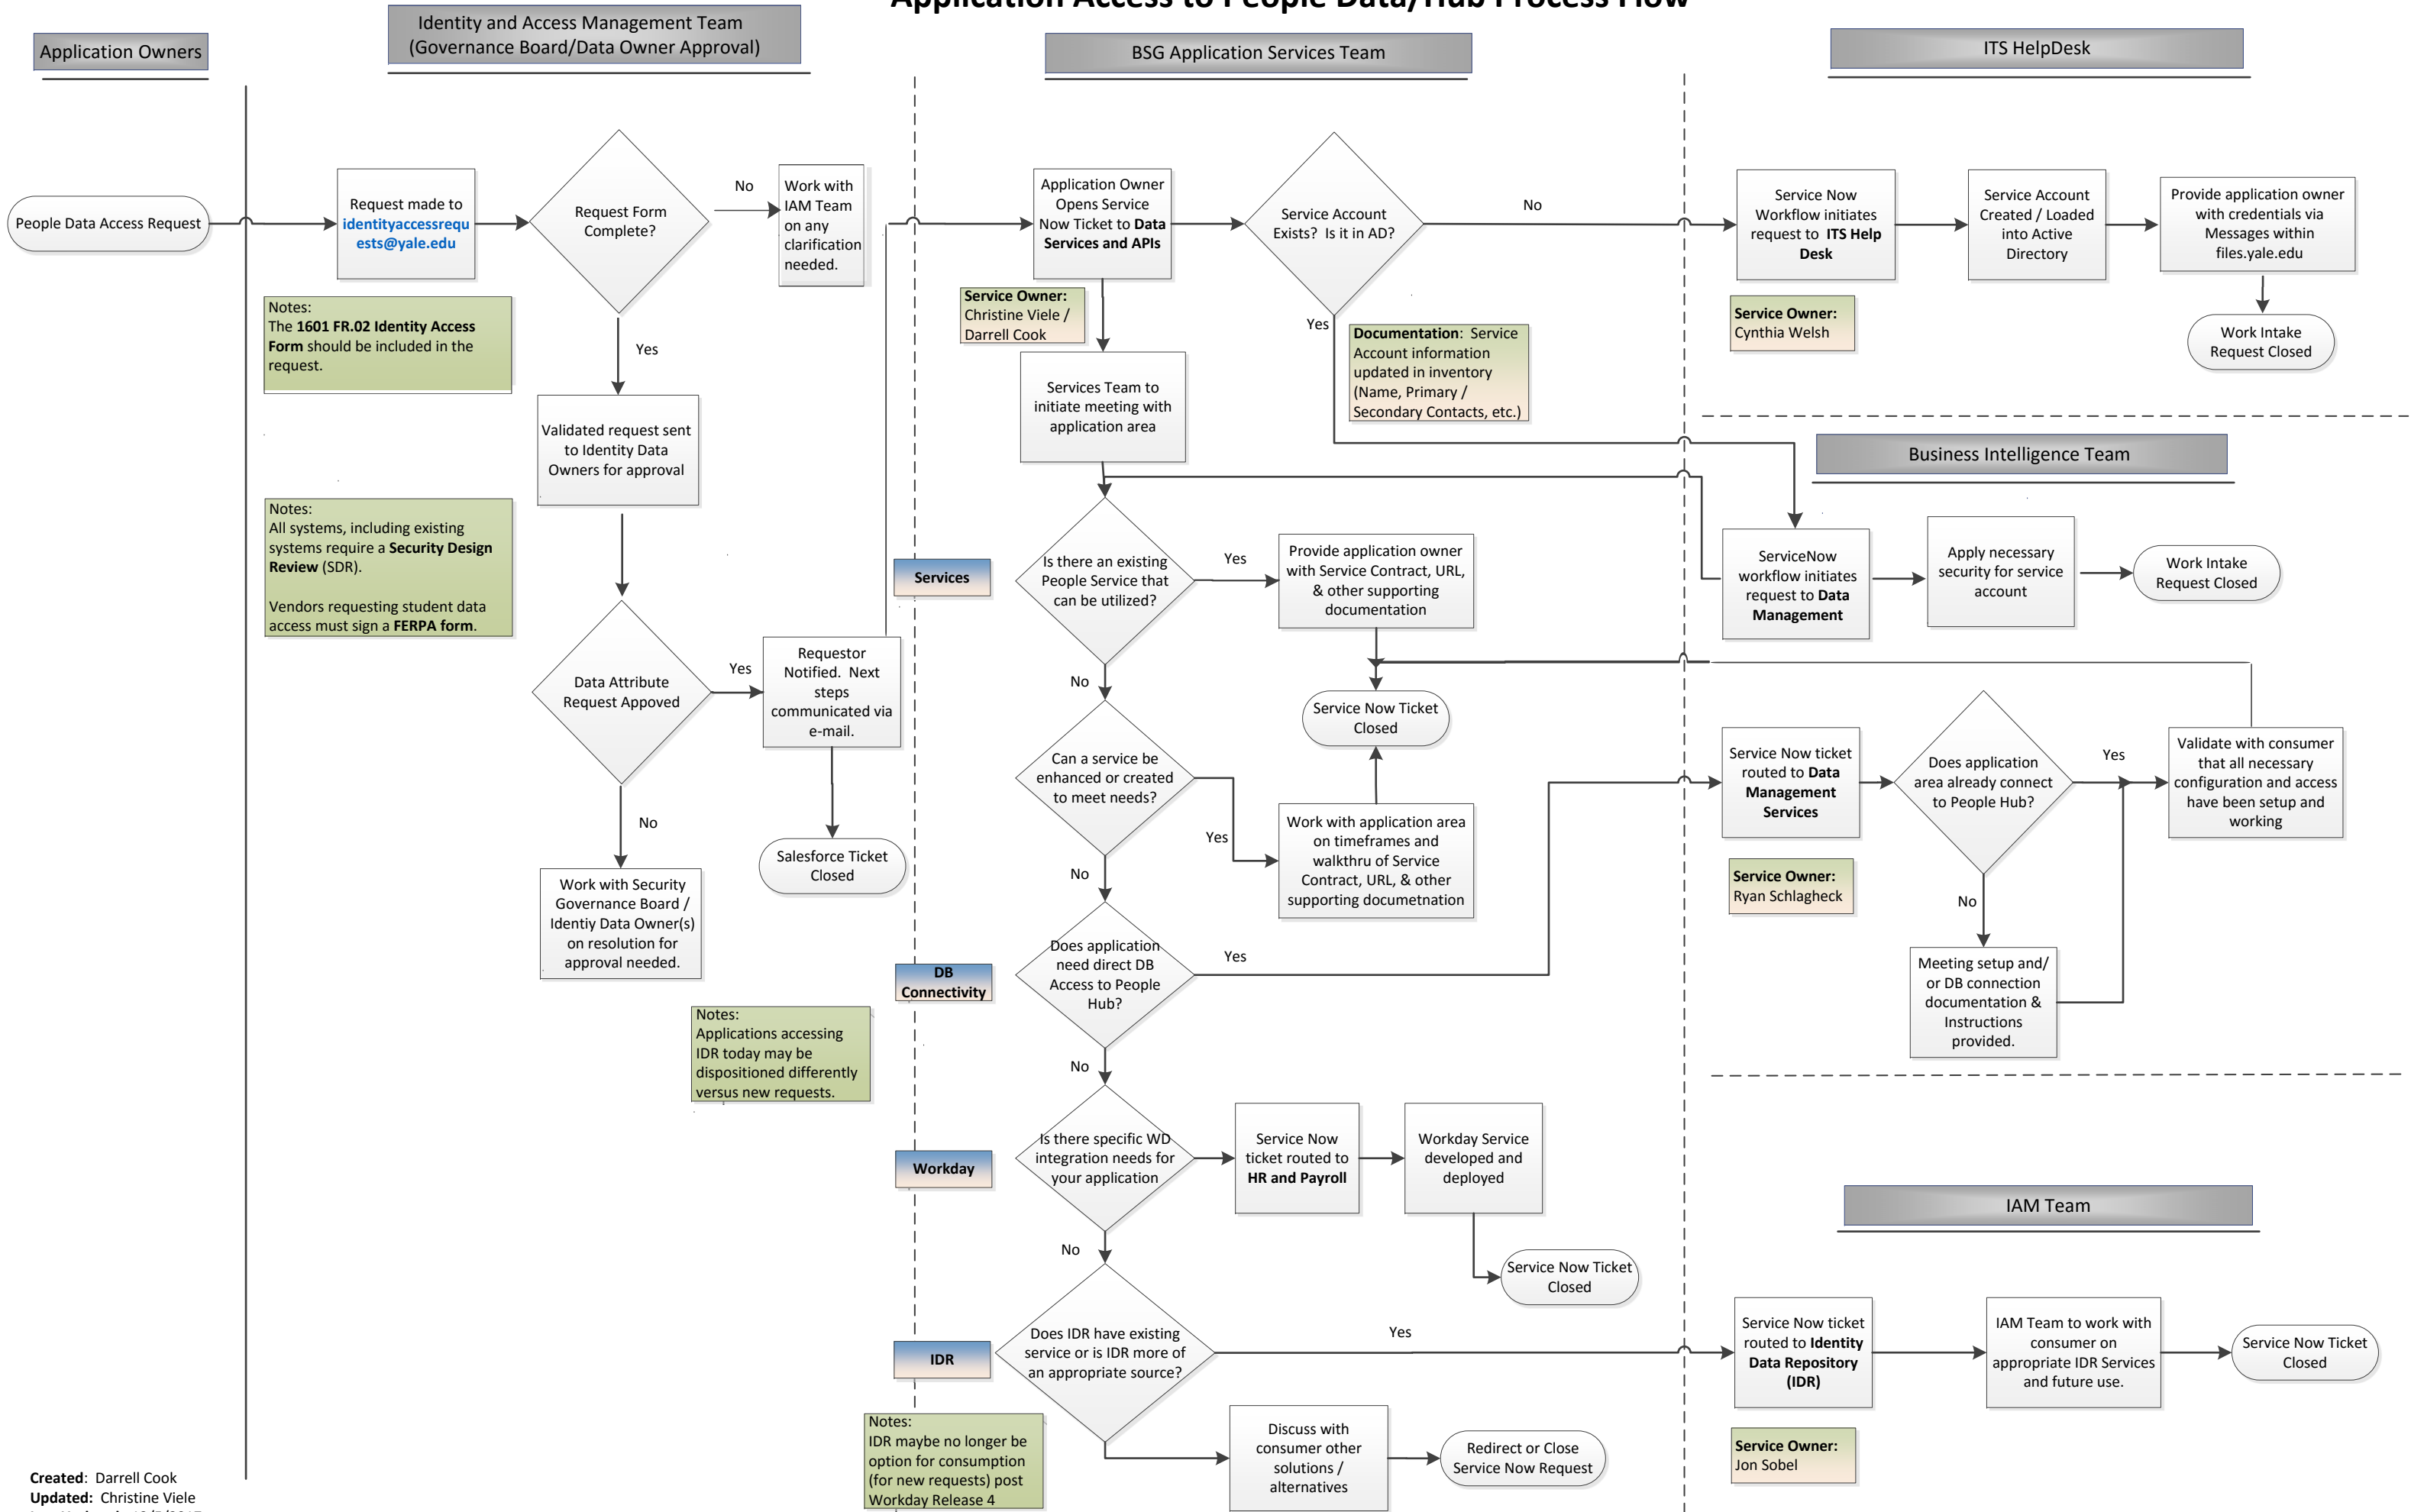 Application Access to People Data/Hub Process Flow
Application Owners
Identity and Access Management Team
(Governance Board/Data Owner Approval)
BSG Application Services Team
ITS HelpDesk
People Data Access Request
Request made to
identityaccessrequ
ests@yale.edu
Request Form
Complete?
No
Work with
IAM Team
on any
clarification
needed.
Notes:
The 1601 FR.02 Identity Access
Form should be included in the
request.
Yes
Validated request sent
to Identity Data
Owners for approval
Notes:
All systems, including existing
systems require a Security Design
Review (SDR).
Vendors requesting student data
access must sign a FERPA form.
Data Attribute
Request Appoved
Yes
Requestor
Notified. Next
steps
communicated via
e-mail.
No
Salesforce Ticket
Closed
Work with Security
Governance Board /
Identiy Data Owner(s)
on resolution for
approval needed.
Notes:
Applications accessing
IDR today may be
dispositioned differently
versus new requests.
Application Owner
Opens Service
Now Ticket to Data
Services and APIs
Service Owner:
Christine Viele /
Darrell Cook
Service Account
Exists? Is it in AD?
No
Yes
Documentation: Service
Account information
updated in inventory
(Name, Primary /
Secondary Contacts, etc.)
Services Team to
initiate meeting with
application area
Services
Is there an existing
People Service that
can be utilized?
Yes
Provide application owner
with Service Contract, URL,
& other supporting
documentation
No
Service Now Ticket
Closed
Can a service be
enhanced or created
to meet needs?
Yes
Work with application area
on timeframes and
walkthru of Service
Contract, URL, & other
supporting documetnation
No
DB
Connectivity
Does application
need direct DB
Access to People
Hub?
Yes
No
Workday
Is there specific WD
integration needs for
your application
Service Now
ticket routed to
HR and Payroll
Workday Service
developed and
deployed
Service Now Ticket
Closed
No
IDR
Does IDR have existing
service or is IDR more of
an appropriate source?
Yes
Notes:
IDR maybe no longer be
option for consumption
(for new requests) post
Workday Release 4
Discuss with
consumer other
solutions /
alternatives
Redirect or Close
Service Now Request
Service Now
Workflow initiates
request to ITS Help
Desk
Service Account
Created / Loaded
into Active
Directory
Provide application owner
with credentials via
Messages within
files.yale.edu
Service Owner:
Cynthia Welsh
Work Intake
Request Closed
Business Intelligence Team
ServiceNow
workflow initiates
request to Data
Management
Apply necessary
security for service
account
Work Intake
Request Closed
Service Now ticket
routed to Data
Management
Services
Does application
area already connect
to People Hub?
Yes
Validate with consumer
that all necessary
configuration and access
have been setup and
working
Service Owner:
Ryan Schlagheck
No
Meeting setup and/
or DB connection
documentation &
Instructions
provided.
IAM Team
Service Now ticket
routed to Identity
Data Repository
(IDR)
IAM Team to work with
consumer on
appropriate IDR Services
and future use.
Service Now Ticket
Closed
Service Owner:
Jon Sobel
Created: Darrell Cook
Updated: Christine Viele